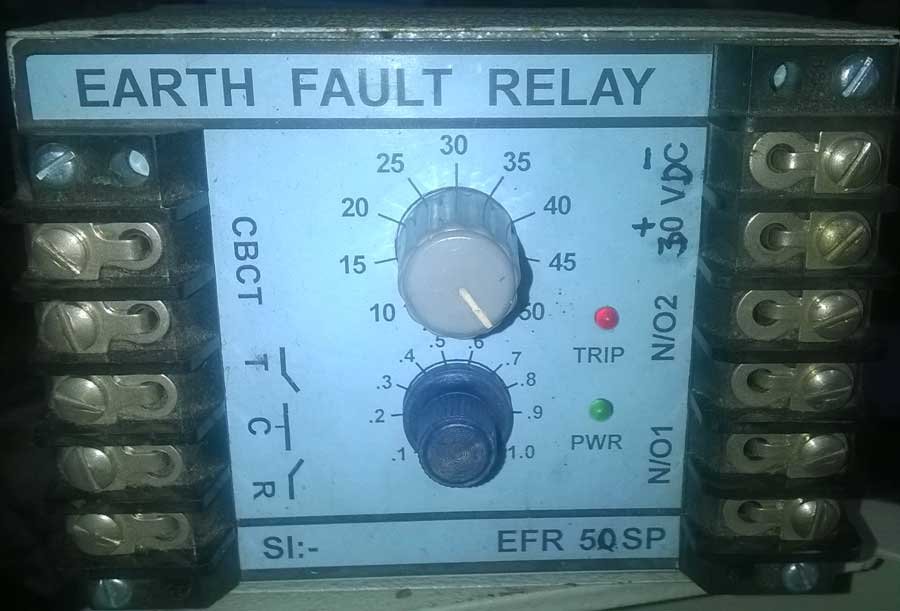 EARTH FAULT RELAY
30
25 35
20 40
15 45
10 50
.5 .6
.4 .7
.3 .8
.2 .9
.1 1.0
CBCT
T
C
R
- 
+
30 VDC
N/O2
N/O1
TRIP
PWR
SI:-
EFR 50SP